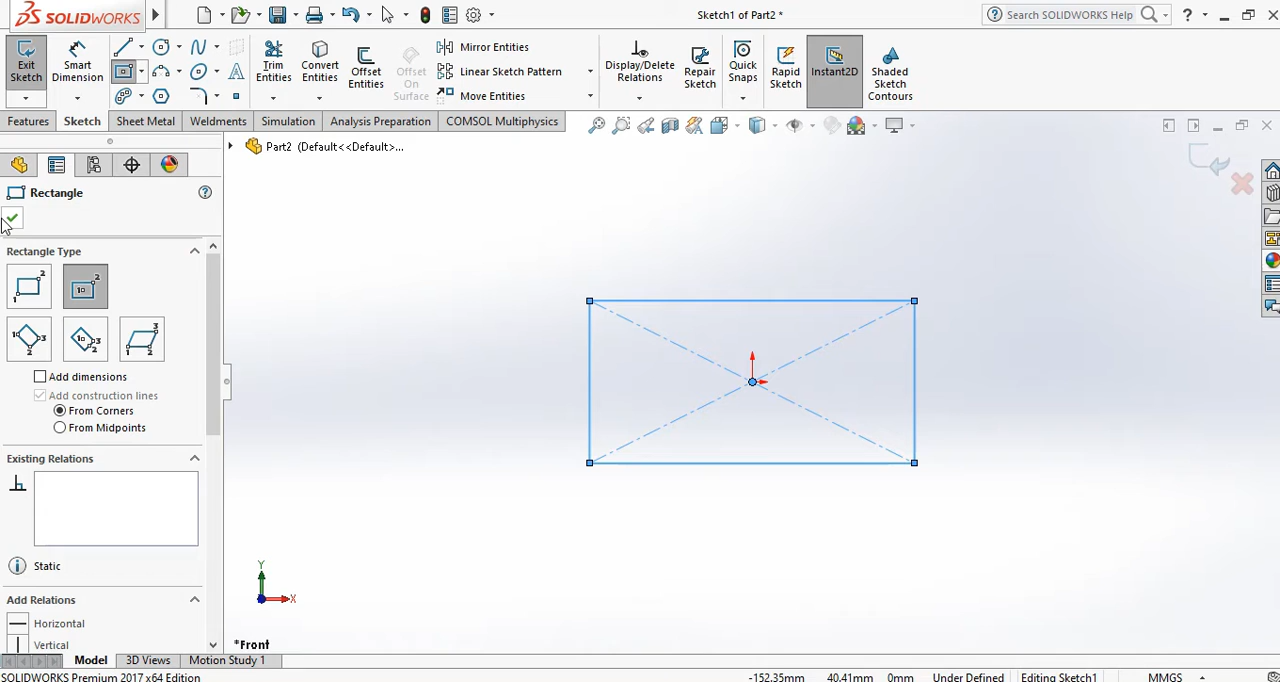 SOLIDWORKS
Sketch1 of Part2 *
Search SOLIDWORKS Help
?
Exit Sketch
Smart Dimension
Trim Entities
Convert Entities
Offset Entities
Offset On Surface
Mirror Entities
Linear Sketch Pattern
Move Entities
Display/Delete Relations
Repair Sketch
Quick Snaps
Rapid Sketch
Instant2D
Shaded Sketch Contours
Features
Sketch
Sheet Metal
Weldments
Simulation
Analysis Preparation
COMSOL Multiphysics
Part2 (Default<<Default>...
Rectangle
?
Rectangle Type
Add dimensions
Add construction lines
From Corners
From Midpoints
Existing Relations
Static
Add Relations
Horizontal
Vertical
Y
X
*Front
Model
3D Views
Motion Study 1
SOLIDWORKS Premium 2017 x64 Edition
-152.35mm
40.41mm
0mm
Under Defined
Editing Sketch1
MMGS